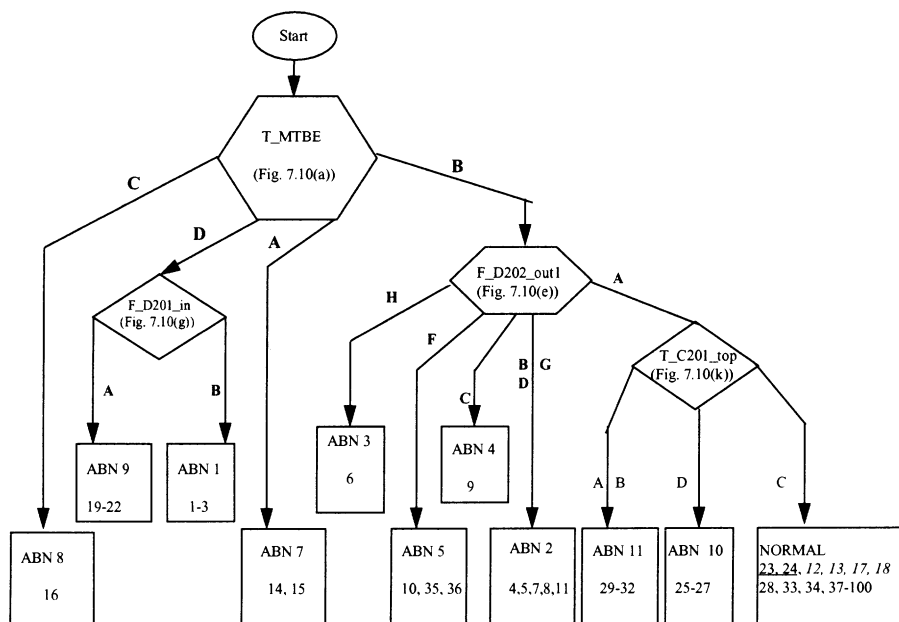 Start
T_MTBE
(Fig. 7.10(a))
C
B
D
A
F_D202_out1
(Fig. 7.10(e))
A
F_D201_in
(Fig. 7.10(g))
H
F
B G
D
C
T_C201_top
(Fig. 7.10(k))
A
B
A B
D
C
ABN 9
19-22
ABN 1
1-3
ABN 3
6
ABN 4
9
ABN 8
16
ABN 7
14, 15
ABN 5
10, 35, 36
ABN 2
4,5,7,8,11
ABN 11
29-32
ABN 10
25-27
NORMAL
23, 24, 12, 13, 17, 18
28, 33, 34, 37-100